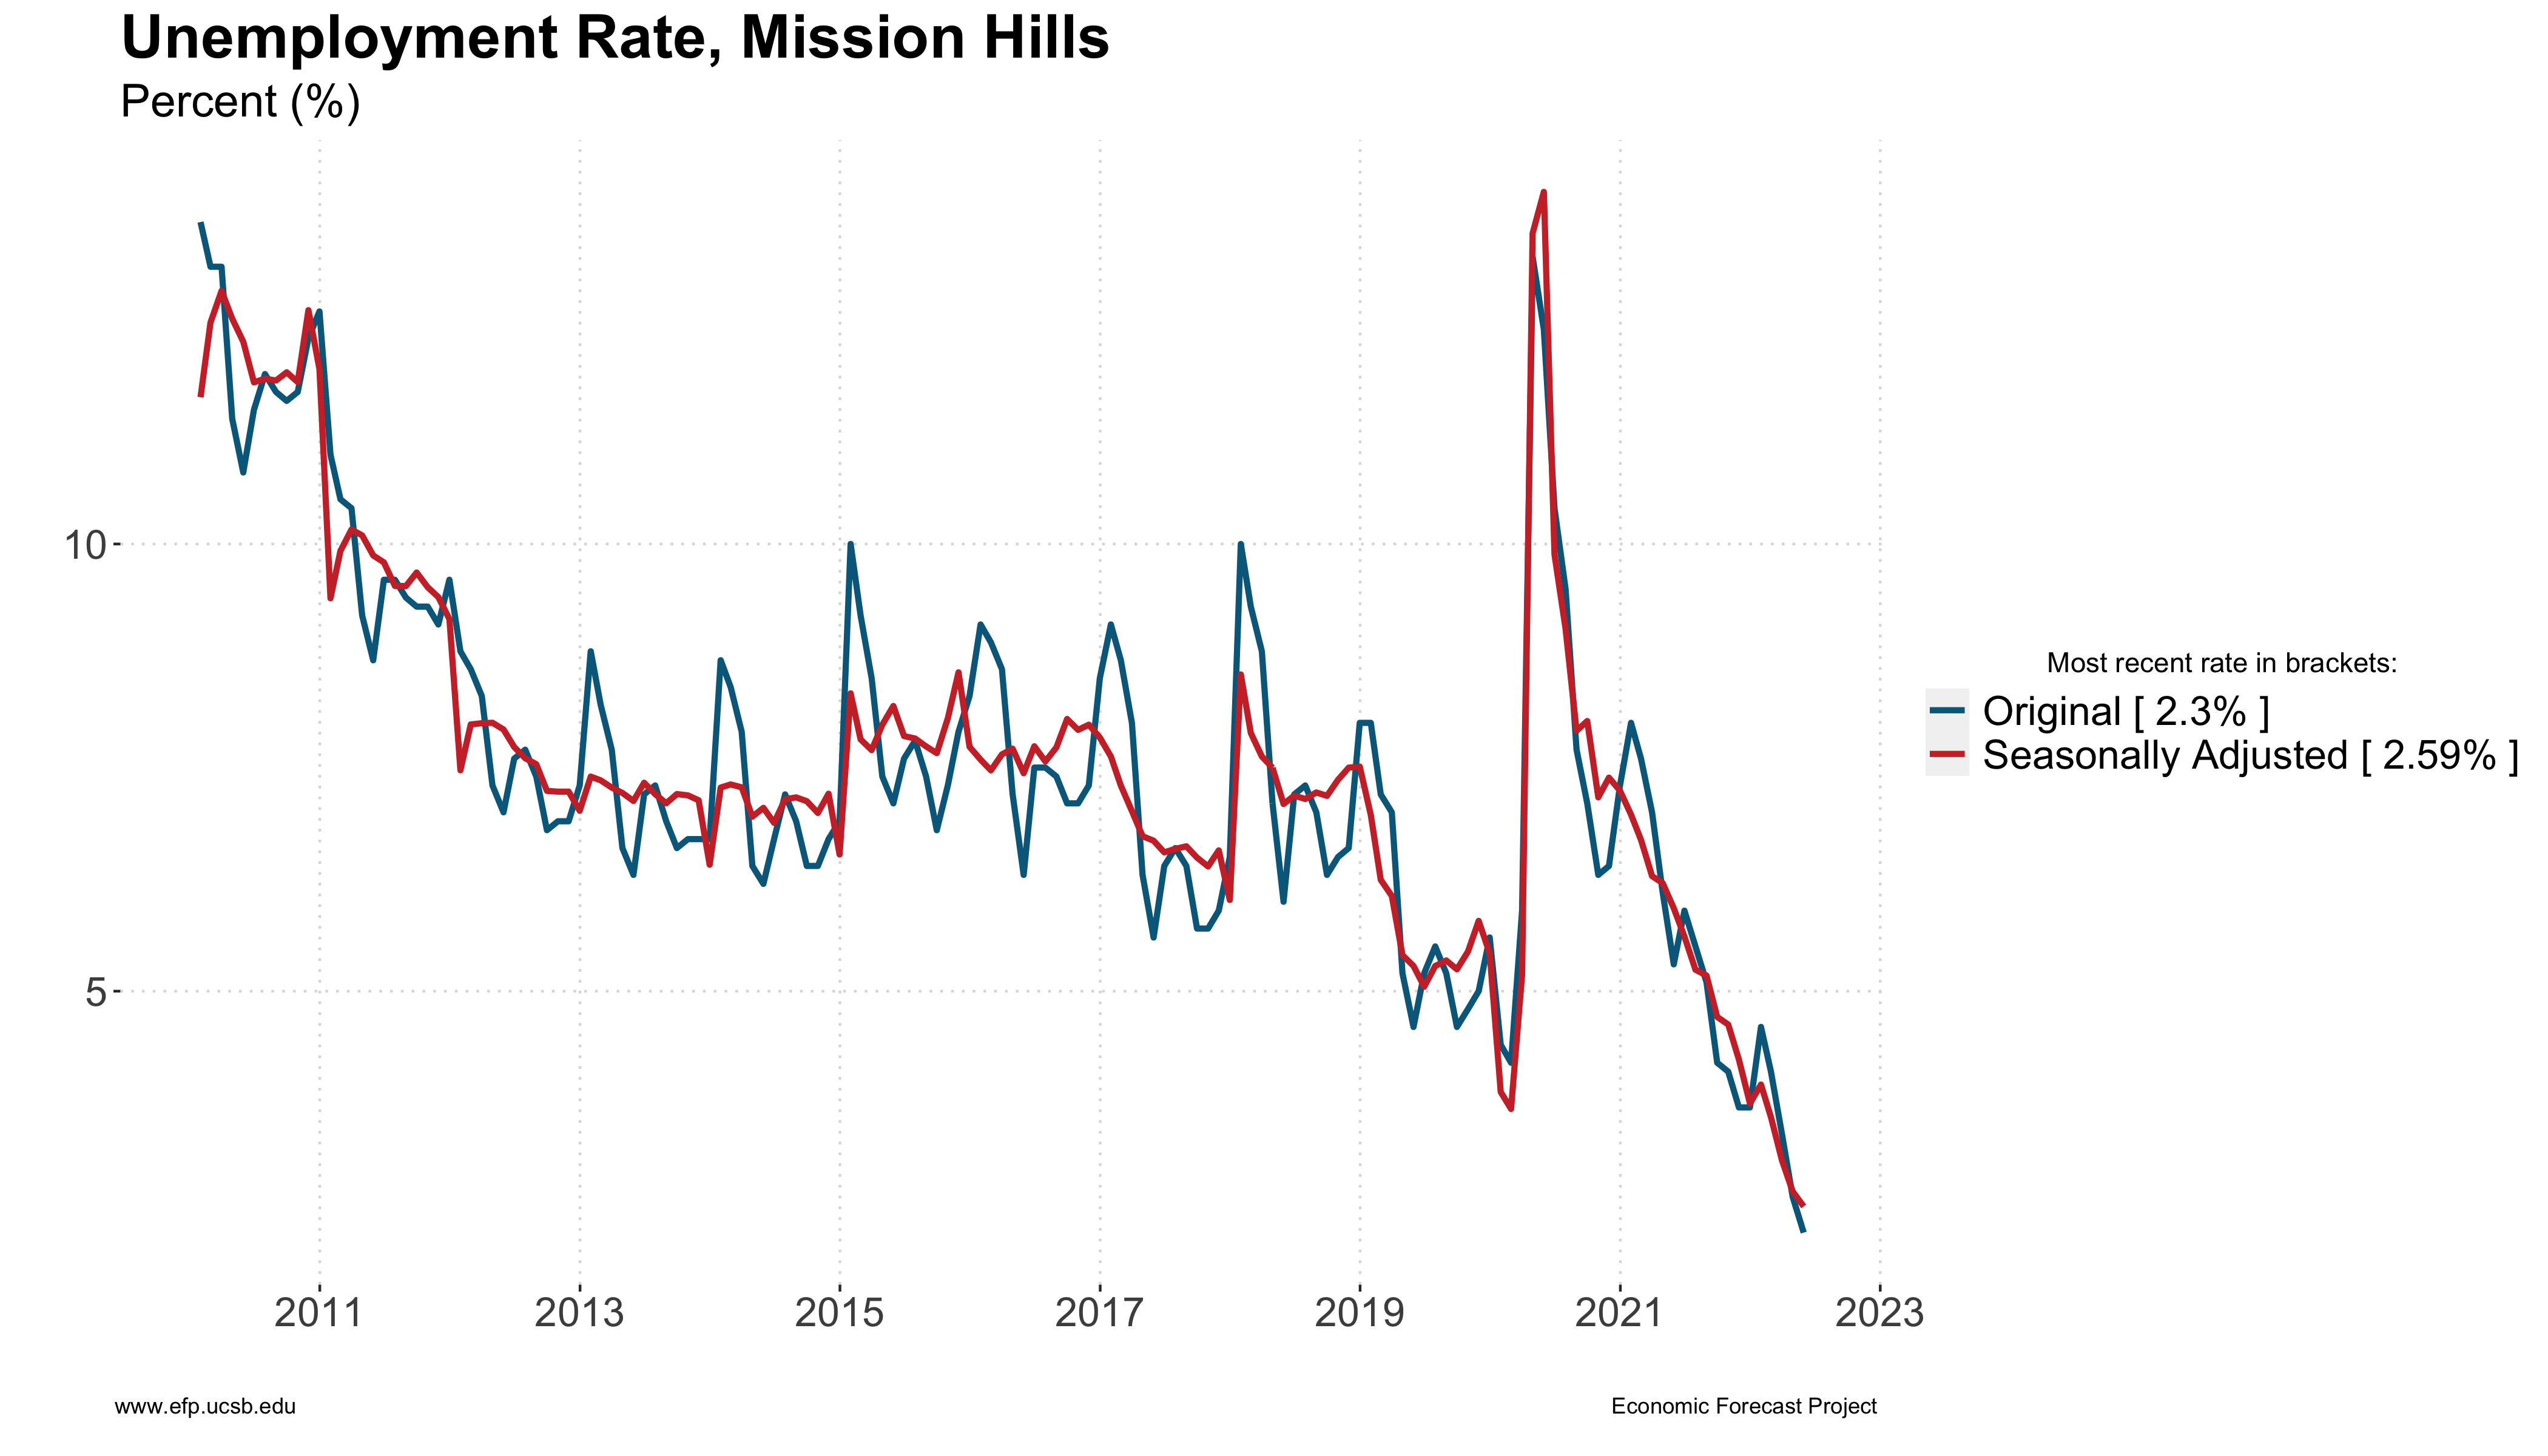 Unemployment Rate, Mission Hills
Percent (%)
10
5
2011 2013 2015 2017 2019 2021 2023
Most recent rate in brackets:
Original [ 2.3% ]
Seasonally Adjusted [ 2.59% ]
www.efp.ucsb.edu
Economic Forecast Project